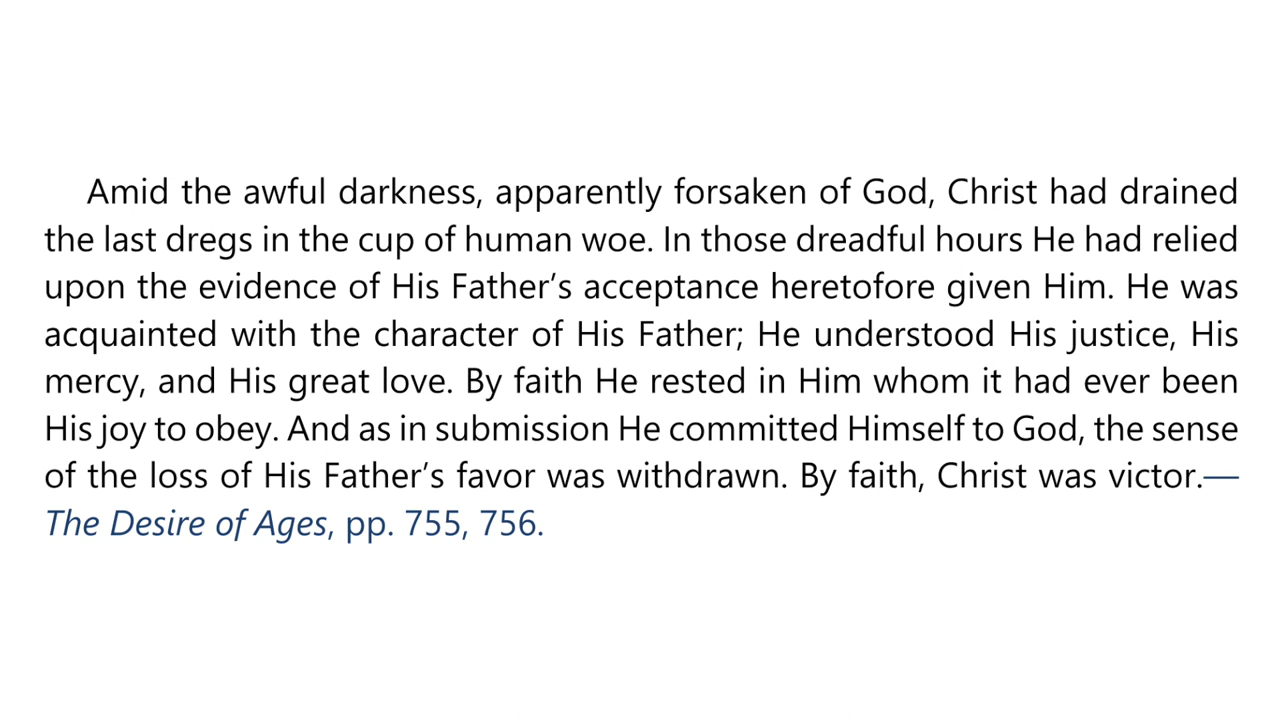 Amid the awful darkness, apparently forsaken of God, Christ had drained
the last dregs in the cup of human woe. In those dreadful hours He had relied
upon the evidence of His Father’s acceptance heretofore given Him. He was
acquainted with the character of His Father; He understood His justice, His
mercy, and His great love. By faith He rested in Him whom it had ever been
His joy to obey. And as in submission He committed Himself to God, the sense
of the loss of His Father’s favor was withdrawn. By faith, Christ was victor.—
The Desire of Ages, pp. 755, 756.